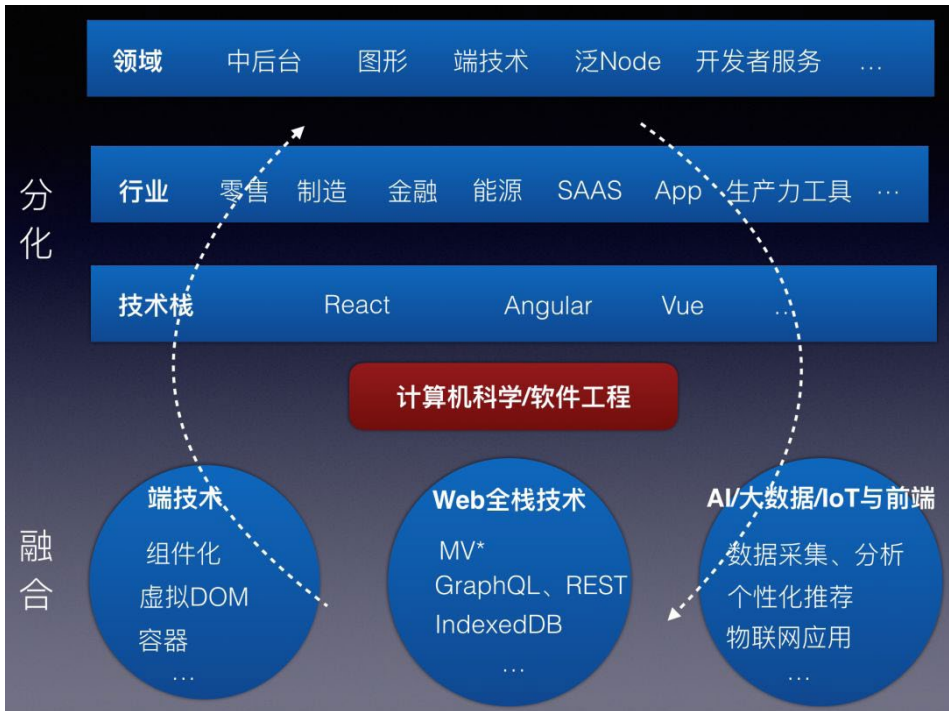 领域 中后台 图形 端技术 泛Node 开发者服务 …
分化
行业 零售 制造 金融 能源 SAAS App 生产力工具 …
技术栈 React Angular Vue …
计算机科学/软件工程
融合
端技术
组件化
虚拟DOM
容器
…
Web全栈技术
MV*
GraphQL、REST
IndexedDB
…
AI/大数据/IoT与前端
数据采集、分析
个性化推荐
物联网应用
…